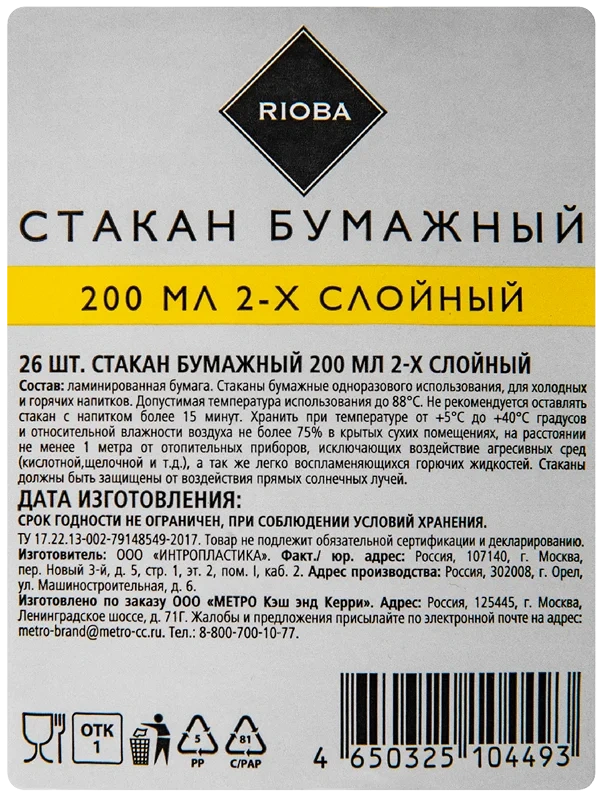 RIOBA
СТАКАН БУМАЖНЫЙ
200 МЛ 2-Х СЛОЙНЫЙ
26 ШТ. СТАКАН БУМАЖНЫЙ 200 МЛ 2-Х СЛОЙНЫЙ
Состав: ламинированная бумага. Стаканы бумажные одноразового использования, для холодных
и горячих напитков. Допустимая температура использования до 88°С. Не рекомендуется оставлять
стакан с напитком более 15 минут. Хранить при температуре от +5°С до +40°С градусов
и относительной влажности воздуха не более 75% в крытых сухих помещениях, на расстоянии
не менее 1 метра от отопительных приборов, исключающих воздействие агресивных сред
(кислотной,щелочной и т.д.), а так же легко воспламеняющихся горючих жидкостей. Стаканы
должны быть защищены от воздействия прямых солнечных лучей.
ДАТА ИЗГОТОВЛЕНИЯ:
СРОК ГОДНОСТИ НЕ ОГРАНИЧЕН, ПРИ СОБЛЮДЕНИИ УСЛОВИЙ ХРАНЕНИЯ.
ТУ 17.22.13-002-79148549-2017. Товар не подлежит обязательной сертификации и декларированию.
Изготовитель: ООО «ИНТРОПЛАСТИКА». Факт./ юр. адрес: Россия, 107140, г. Москва,
пер. Новый 3-й, д. 5, стр. 1, эт. 2, пом. I, каб. 2. Адрес производства: Россия, 302008, г. Орел,
ул. Машиностроительная, д. 6.
Изготовлено по заказу ООО «МЕТРО Кэш энд Керри». Адрес: Россия, 125445, г. Москва,
Ленинградское шоссе, д. 71Г. Жалобы и предложения присылайте по электронной почте на адрес:
metro-brand@metro-cc.ru. Тел.: 8-800-700-10-77.
ОТК
1
5
PP
81
C/PAP
4 650325 104493